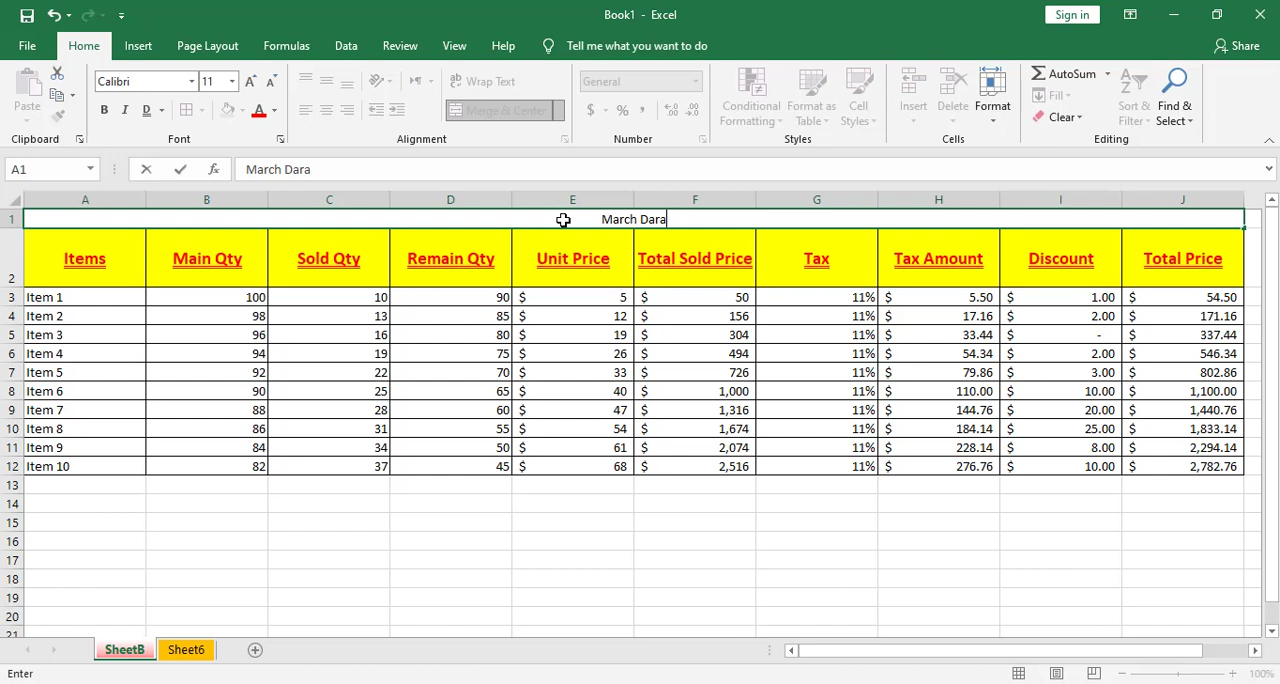 Book1 - Excel
Sign in
File Home Insert Page Layout Formulas Data Review View Help Tell me what you want to do Share
Paste
Clipboard
Calibri 11 A A
B I D A
Font
Wrap Text
Merge & Center
Alignment
General
$ % ,
Number
Conditional Formatting
Format as Table
Cell Styles
Styles
Insert Delete Format
Cells
AutoSum
Fill
Clear
Sort & Filter
Find & Select
Editing
A1 fx March Dara
A B C D E F G H I J
1 March Dara
2 Items Main Qty Sold Qty Remain Qty Unit Price Total Sold Price Tax Tax Amount Discount Total Price
3 Item 1 100 10 90 $ 5 $ 50 11% $ 5.50 $ 1.00 $ 54.50
4 Item 2 98 13 85 $ 12 $ 156 11% $ 17.16 $ 2.00 $ 171.16
5 Item 3 96 16 80 $ 19 $ 304 11% $ 33.44 $ - $ 337.44
6 Item 4 94 19 75 $ 26 $ 494 11% $ 54.34 $ 2.00 $ 546.34
7 Item 5 92 22 70 $ 33 $ 726 11% $ 79.86 $ 3.00 $ 802.86
8 Item 6 90 25 65 $ 40 $ 1,000 11% $ 110.00 $ 10.00 $ 1,100.00
9 Item 7 88 28 60 $ 47 $ 1,316 11% $ 144.76 $ 20.00 $ 1,440.76
10 Item 8 86 31 55 $ 54 $ 1,674 11% $ 184.14 $ 25.00 $ 1,833.14
11 Item 9 84 34 50 $ 61 $ 2,074 11% $ 228.14 $ 8.00 $ 2,294.14
12 Item 10 82 37 45 $ 68 $ 2,516 11% $ 276.76 $ 10.00 $ 2,782.76
13
14
15
16
17
18
19
20
21
SheetB Sheet6
Enter 100%